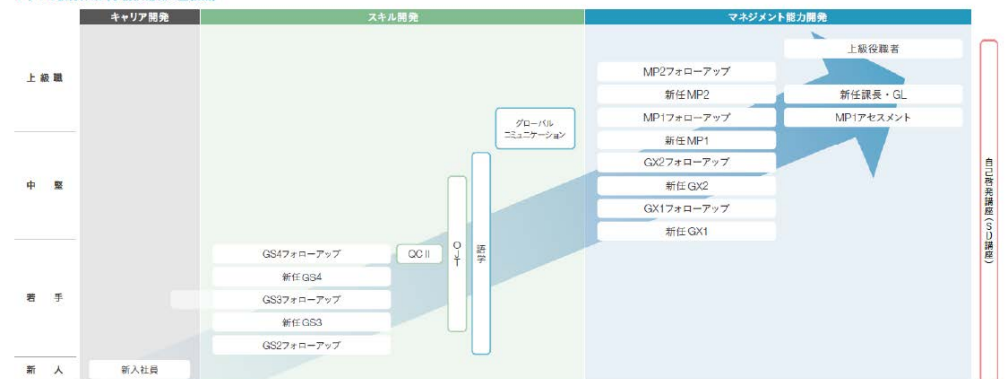 キャリア開発
スキル開発
マネジメント能力開発
上級職
中堅
若手
新人
新入社員
GS4フォローアップ
新任GS4
GS3フォローアップ
新任GS3
GS2フォローアップ
QCⅡ
OJT
語学
グローバル
コミュニケーション
MP2フォローアップ
新任MP2
MP1フォローアップ
新任MP1
GX2フォローアップ
新任GX2
GX1フォローアップ
新任GX1
上級役職者
新任課長・GL
MP1アセスメント
自己啓発講座(SD講座)